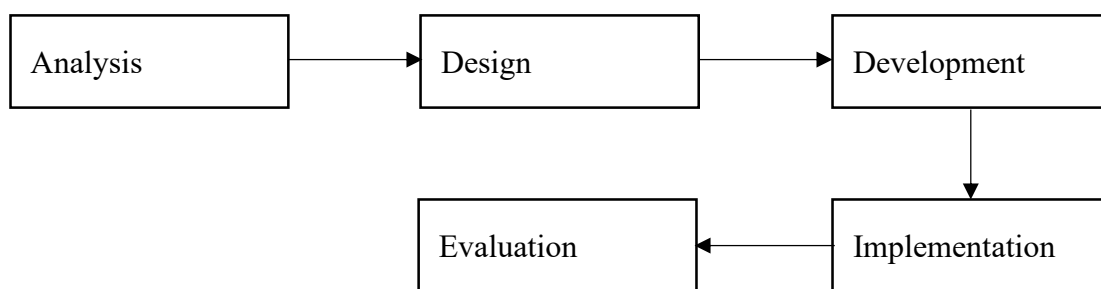 Analysis
Design
Development
Implementation
Evaluation